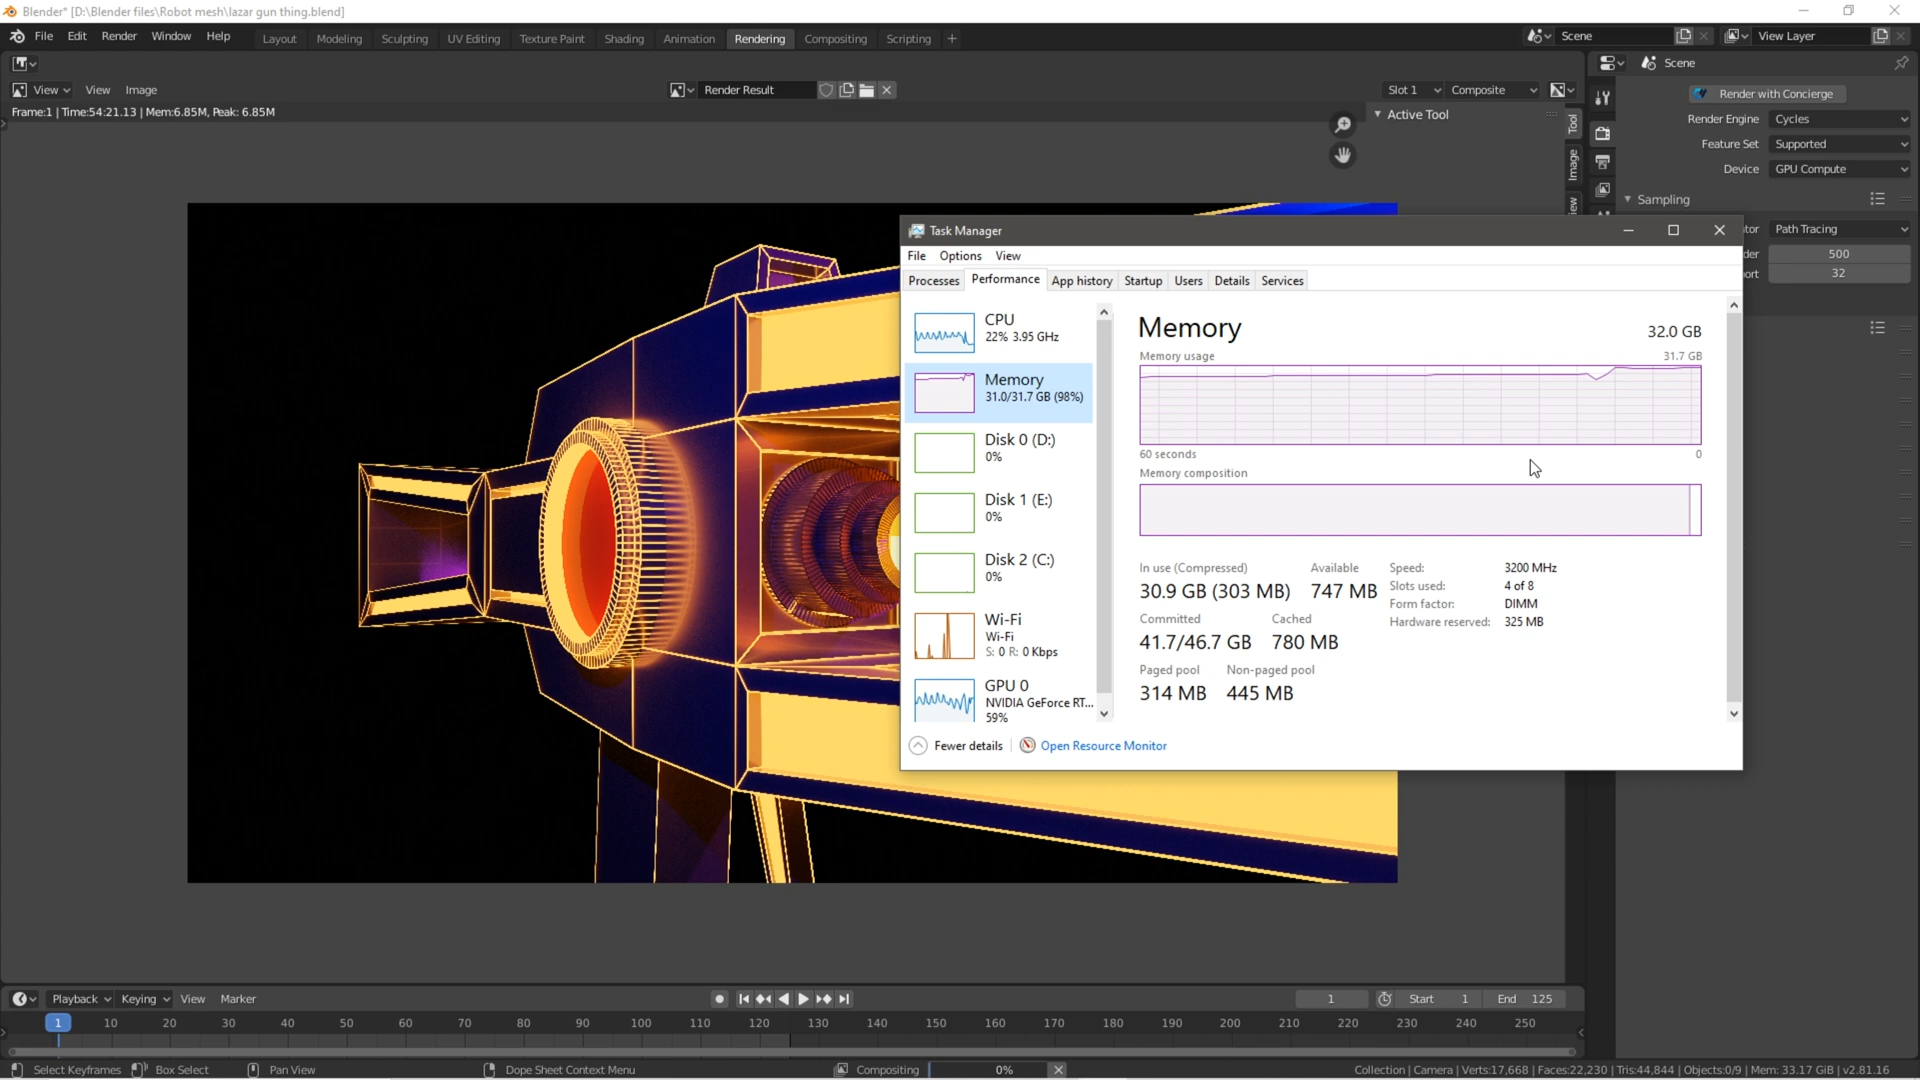 Blender* [D:\Blender files\Robot mesh\lazar gun thing.blend]
File Edit Render Window Help
Layout Modeling Sculpting UV Editing Texture Paint Shading Animation Rendering Compositing Scripting +
Scene
View Layer
Scene
View View Image
Render Result
Slot 1 Composite
Frame:1 | Time:54:21.13 | Mem:6.85M, Peak: 6.85M
Active Tool
Tool
Image
Render with Concierge
Render Engine Cycles
Feature Set Supported
Device GPU Compute
Sampling
Path Tracing
500
32
Task Manager
File Options View
Processes Performance App history Startup Users Details Services
CPU
22% 3.95 GHz
Memory
31.0/31.7 GB (98%)
Disk 0 (D:)
0%
Disk 1 (E:)
0%
Disk 2 (C:)
0%
Wi-Fi
Wi-Fi
S: 0 R: 0 Kbps
GPU 0
NVIDIA GeForce RT...
59%
Memory 32.0 GB
Memory usage 31.7 GB
60 seconds 0
Memory composition
In use (Compressed) Available
30.9 GB (303 MB) 747 MB
Committed Cached
41.7/46.7 GB 780 MB
Paged pool Non-paged pool
314 MB 445 MB
Speed: 3200 MHz
Slots used: 4 of 8
Form factor: DIMM
Hardware reserved: 325 MB
Fewer details Open Resource Monitor
Playback Keying View Marker
1 Start 1 End 125
1 10 20 30 40 50 60 70 80 90 100 110 120 130 140 150 160 170 180 190 200 210 220 230 240 250
Select Keyframes Box Select Pan View Dope Sheet Context Menu Compositing 0% Collection | Camera | Verts:17,668 | Faces:22,230 | Tris:44,844 | Objects:0/9 | Mem: 33.17 GiB | v2.81.16